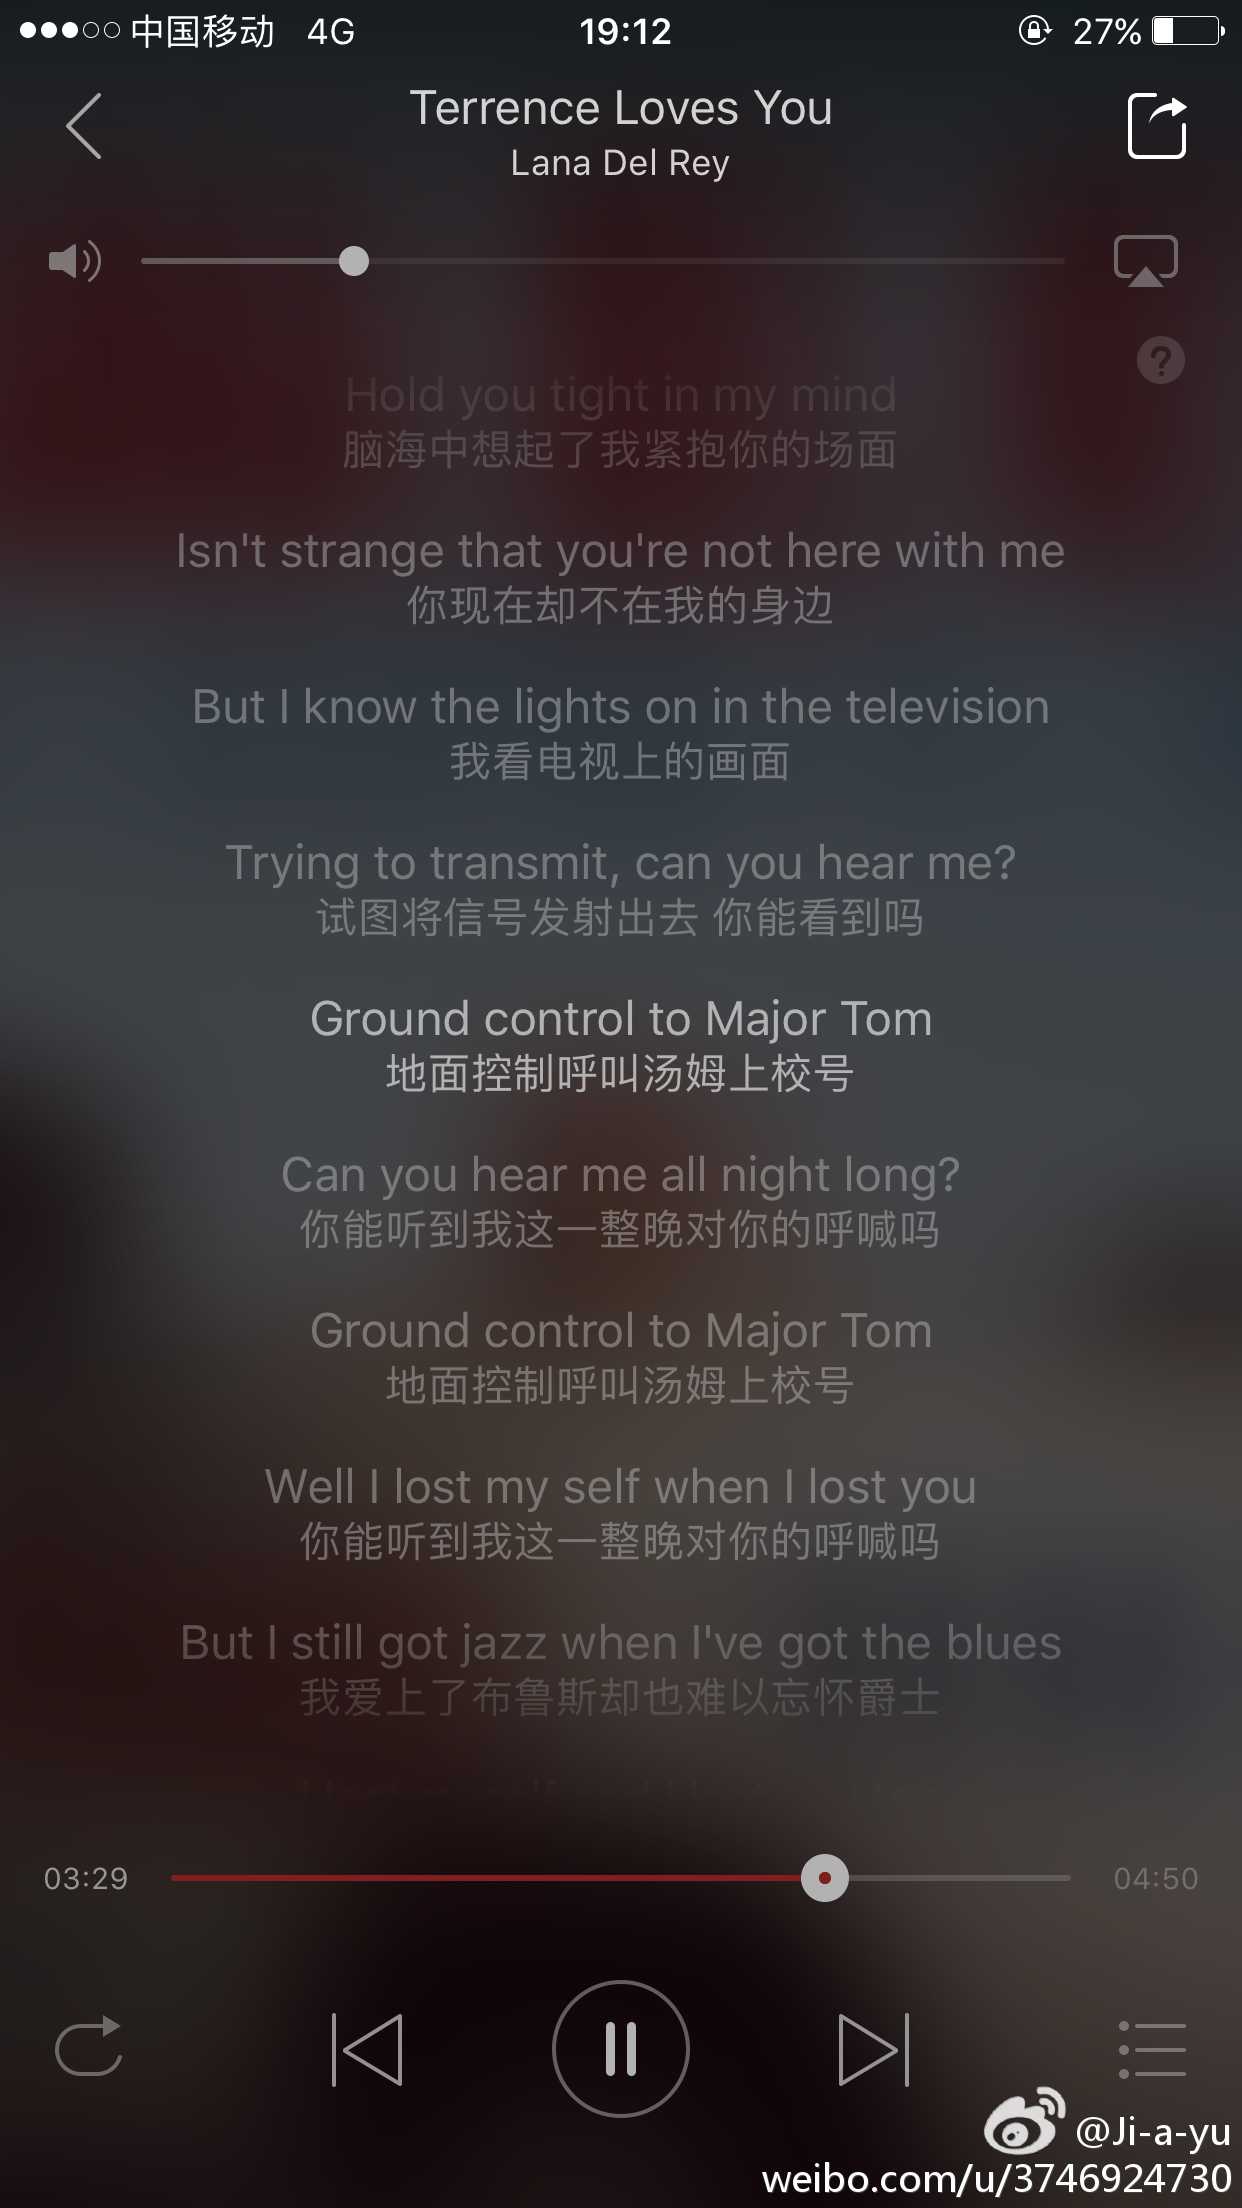 中国移动 4G 19:12 27%
Terrence Loves You
Lana Del Rey
?
Hold you tight in my mind
脑海中想起了我紧抱你的场面
Isn't strange that you're not here with me
你现在却不在我的身边
But I know the lights on in the television
我看电视上的画面
Trying to transmit, can you hear me?
试图将信号发射出去 你能看到吗
Ground control to Major Tom
地面控制呼叫汤姆上校号
Can you hear me all night long?
你能听到我这一整晚对你的呼喊吗
Ground control to Major Tom
地面控制呼叫汤姆上校号
Well I lost my self when I lost you
你能听到我这一整晚对你的呼喊吗
But I still got jazz when I've got the blues
我爱上了布鲁斯却也难以忘怀爵士
03:29 04:50
@Ji-a-yu
weibo.com/u/3746924730